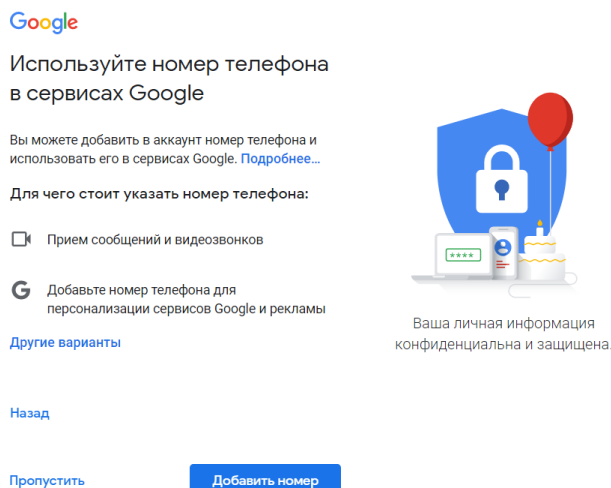 Google
Используйте номер телефона
в сервисах Google
Вы можете добавить в аккаунт номер телефона и
использовать его в сервисах Google. Подробнее...
Для чего стоит указать номер телефона:
Прием сообщений и видеозвонков
G Добавьте номер телефона для
персонализации сервисов Google и рекламы
Другие варианты
Назад
Пропустить
Добавить номер
****
Ваша личная информация
конфиденциальна и защищена.